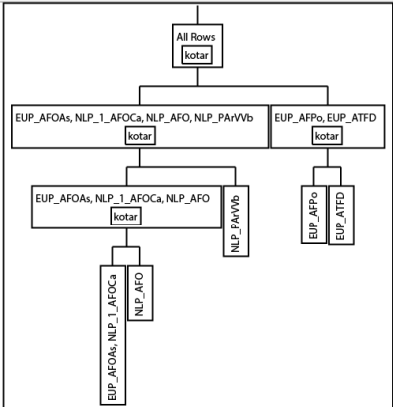 All Rows
kotar
EUP_AFOAs, NLP_1_AFOCa, NLP_AFO, NLP_PArVVb
kotar
EUP_AFPo, EUP_ATFD
kotar
EUP_AFOAs, NLP_1_AFOCa, NLP_AFO
kotar
NLP_PArVVb
EUP_AFPo
EUP_ATFD
EUP_AFOAs, NLP_1_AFOCa
NLP_AFO